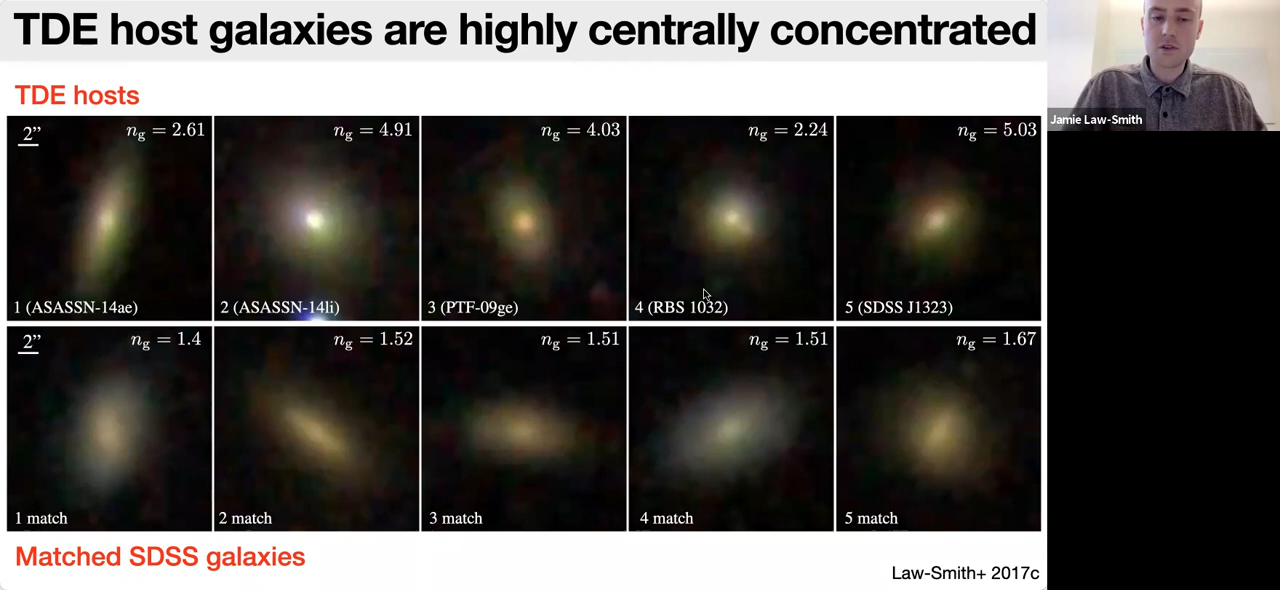 TDE host galaxies are highly centrally concentrated
Jamie Law-Smith
TDE hosts
2”
n_g = 2.61
n_g = 4.91
n_g = 4.03
n_g = 2.24
n_g = 5.03
1 (ASASSN-14ae)
2 (ASASSN-14li)
3 (PTF-09ge)
4 (RBS 1032)
5 (SDSS J1323)
2”
n_g = 1.4
n_g = 1.52
n_g = 1.51
n_g = 1.51
n_g = 1.67
1 match
2 match
3 match
4 match
5 match
Matched SDSS galaxies
Law-Smith+ 2017c